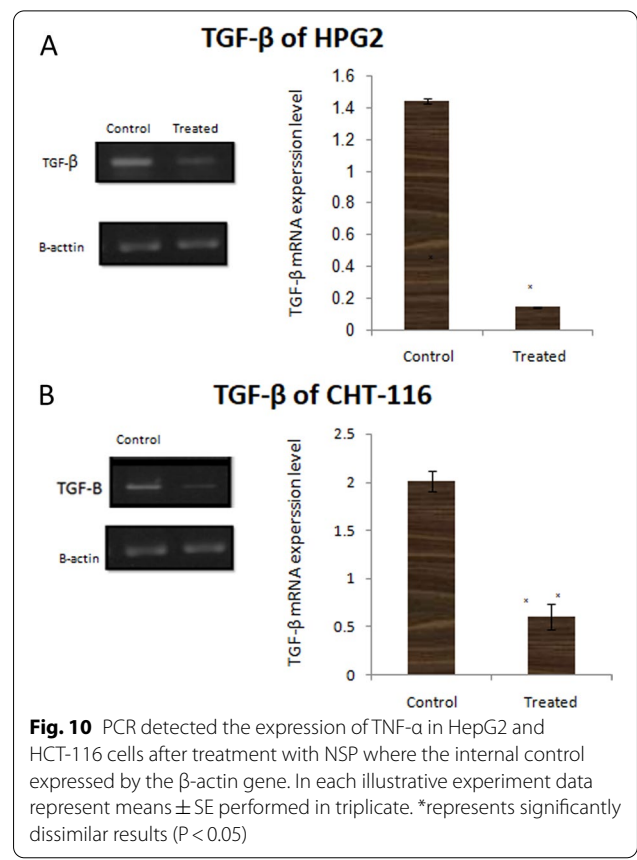 A
TGF-β of HPG2
Control Treated
TGF-β
B-acttin
TGF-β mRNA experssion level
1.6
1.4
1.2
1
0.8
0.6
0.4
0.2
0
*
*
Control Treated
B
TGF-β of CHT-116
Control
TGF-B
B-actin
TGF-β mRNA experssion level
2.5
2
1.5
1
0.5
0
* *
Control Treated
Fig. 10 PCR detected the expression of TNF-α in HepG2 and
HCT-116 cells after treatment with NSP where the internal control
expressed by the β-actin gene. In each illustrative experiment data
represent means ± SE performed in triplicate. *represents significantly
dissimilar results (P < 0.05)